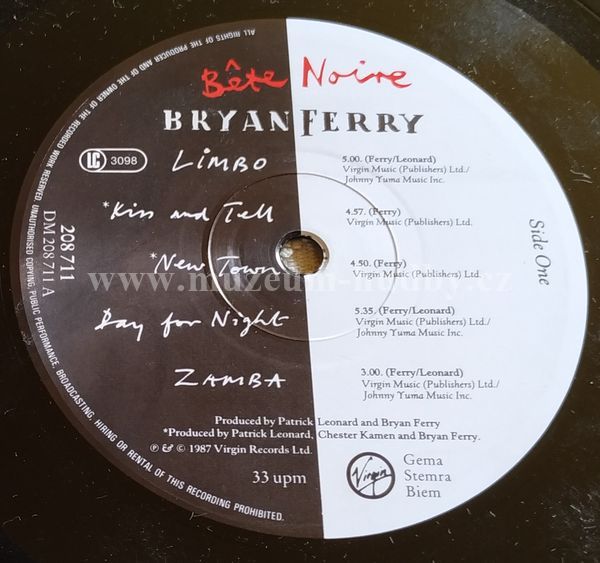 Bête Noire
BRYAN FERRY
LC 3098
LIMBO
5.00. (Ferry/Leonard)
Virgin Music (Publishers) Ltd./
Johnny Yuma Music Inc.
*Kiss and Tell
4.57. (Ferry)
Virgin Music (Publishers) Ltd.
*New Town
4.50. (Ferry)
Virgin Music (Publishers) Ltd.
Day for Night
5.35. (Ferry/Leonard)
Virgin Music (Publishers) Ltd./
Johnny Yuma Music Inc.
ZAMBA
3.00. (Ferry/Leonard)
Virgin Music (Publishers) Ltd./
Johnny Yuma Music Inc.
208 711
DM 208 711 A
Side One
Produced by Patrick Leonard and Bryan Ferry
*Produced by Patrick Leonard, Chester Kamen and Bryan Ferry.
℗ & © 1987 Virgin Records Ltd.
33 upm
Virgin
Gema
Stemra
Biem
ALL RIGHTS OF THE PRODUCER AND OF THE OWNER OF THE RECORDED WORK RESERVED. UNAUTHORISED COPYING, PUBLIC PERFORMANCE, BROADCASTING, HIRING OR RENTAL OF THIS RECORDING PROHIBITED.
www.muzeum-hudby.cz